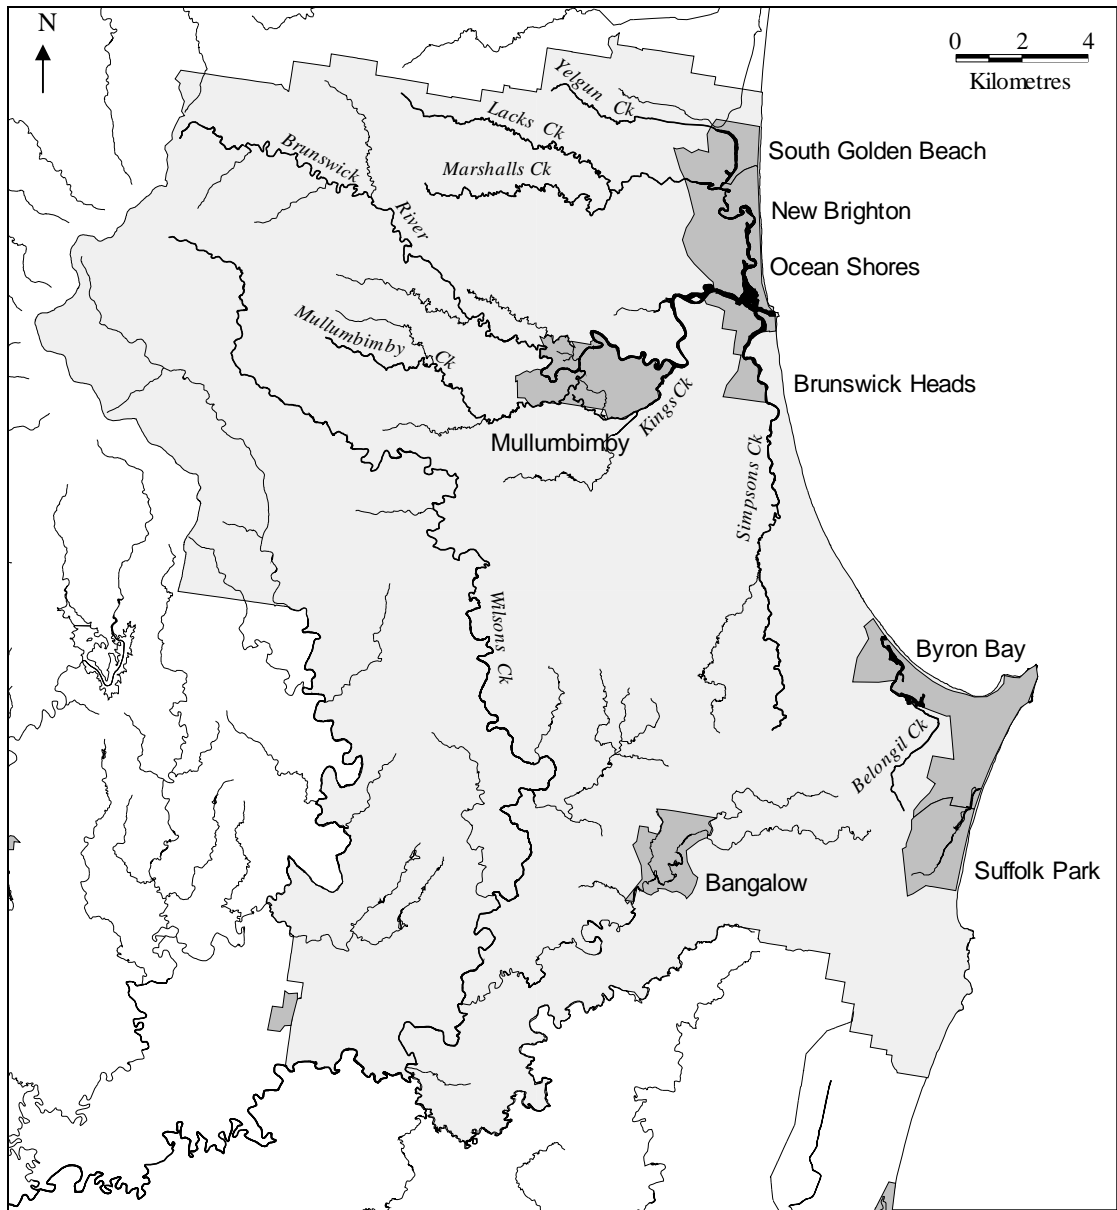 N
0 2 4
Kilometres
Yelgun Ck
Lacks Ck
South Golden Beach
Brunswick River
Marshalls Ck
New Brighton
Ocean Shores
Mullumbimby Ck
Brunswick Heads
Kings Ck
Mullumbimby
Simpsons Ck
Wilsons Ck
Byron Bay
Belongil Ck
Suffolk Park
Bangalow